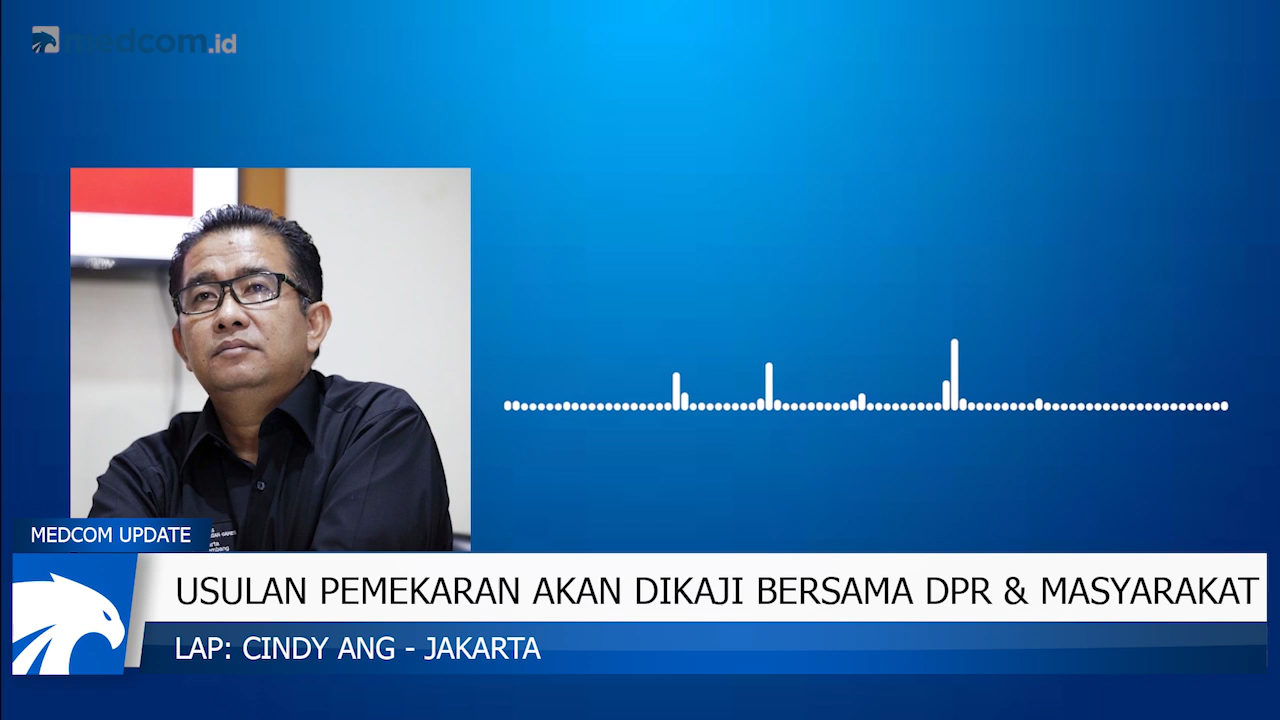 medcom.id
MEDCOM UPDATE
USULAN PEMEKARAN AKAN DIKAJI BERSAMA DPR & MASYARAKAT
LAP: CINDY ANG - JAKARTA